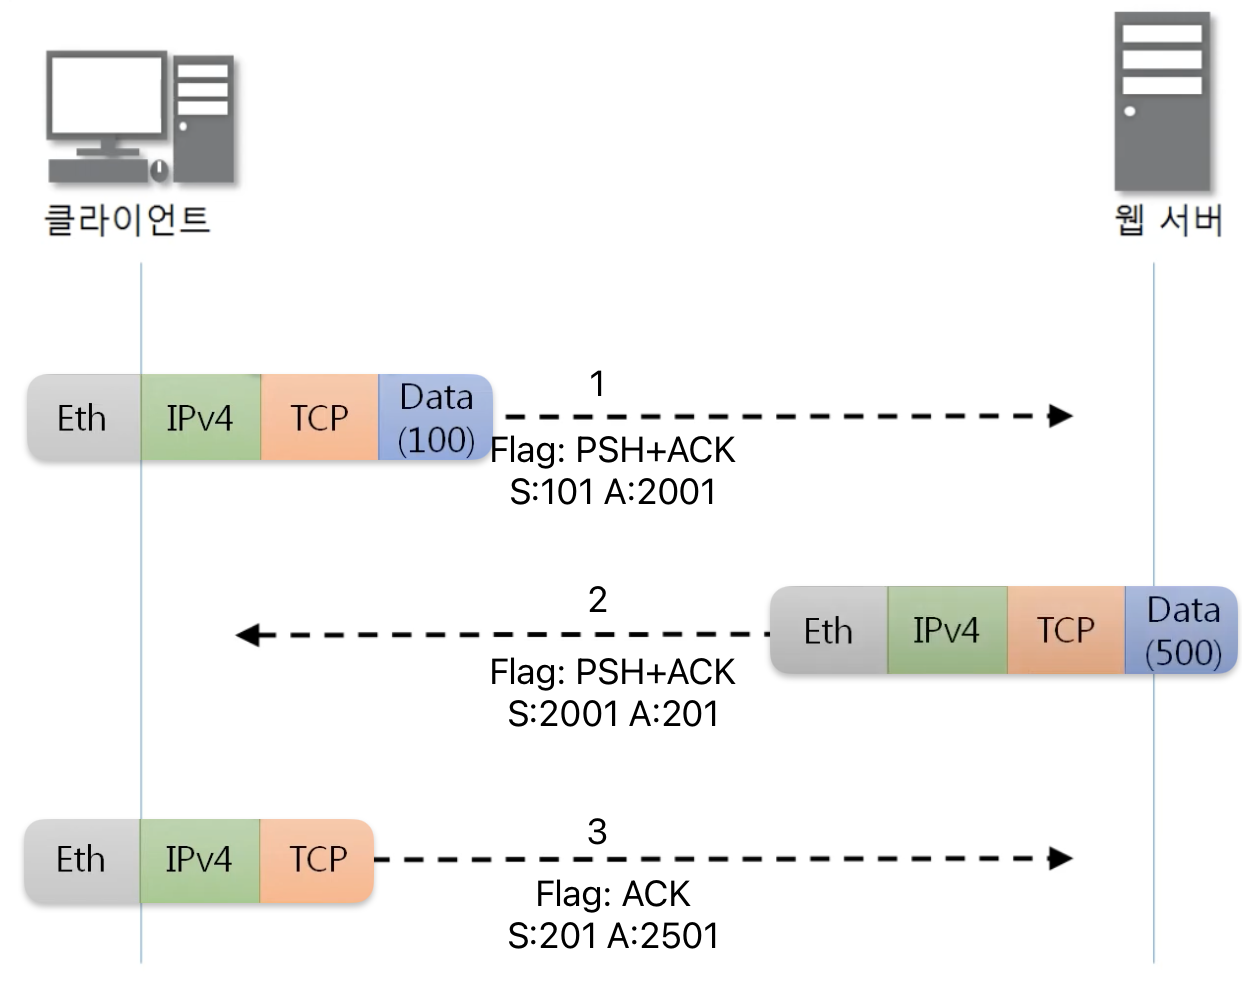 클라이언트
웹 서버
Eth IPv4 TCP Data (100)
1
Flag: PSH+ACK
S:101 A:2001
2
Eth IPv4 TCP Data (500)
Flag: PSH+ACK
S:2001 A:201
Eth IPv4 TCP
3
Flag: ACK
S:201 A:2501